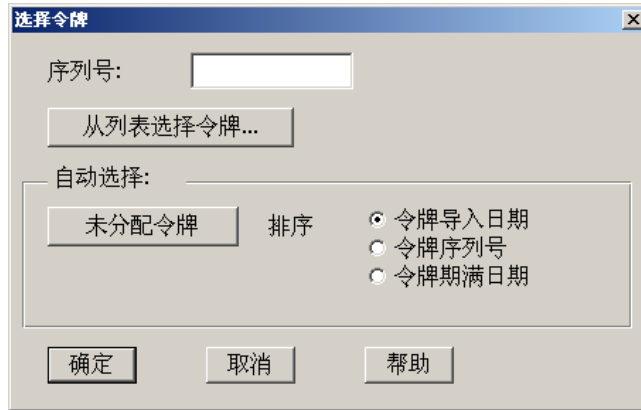 选择令牌
序列号:
从列表选择令牌...
自动选择:
未分配令牌 排序 令牌导入日期
令牌序列号
令牌期满日期
确定 取消 帮助